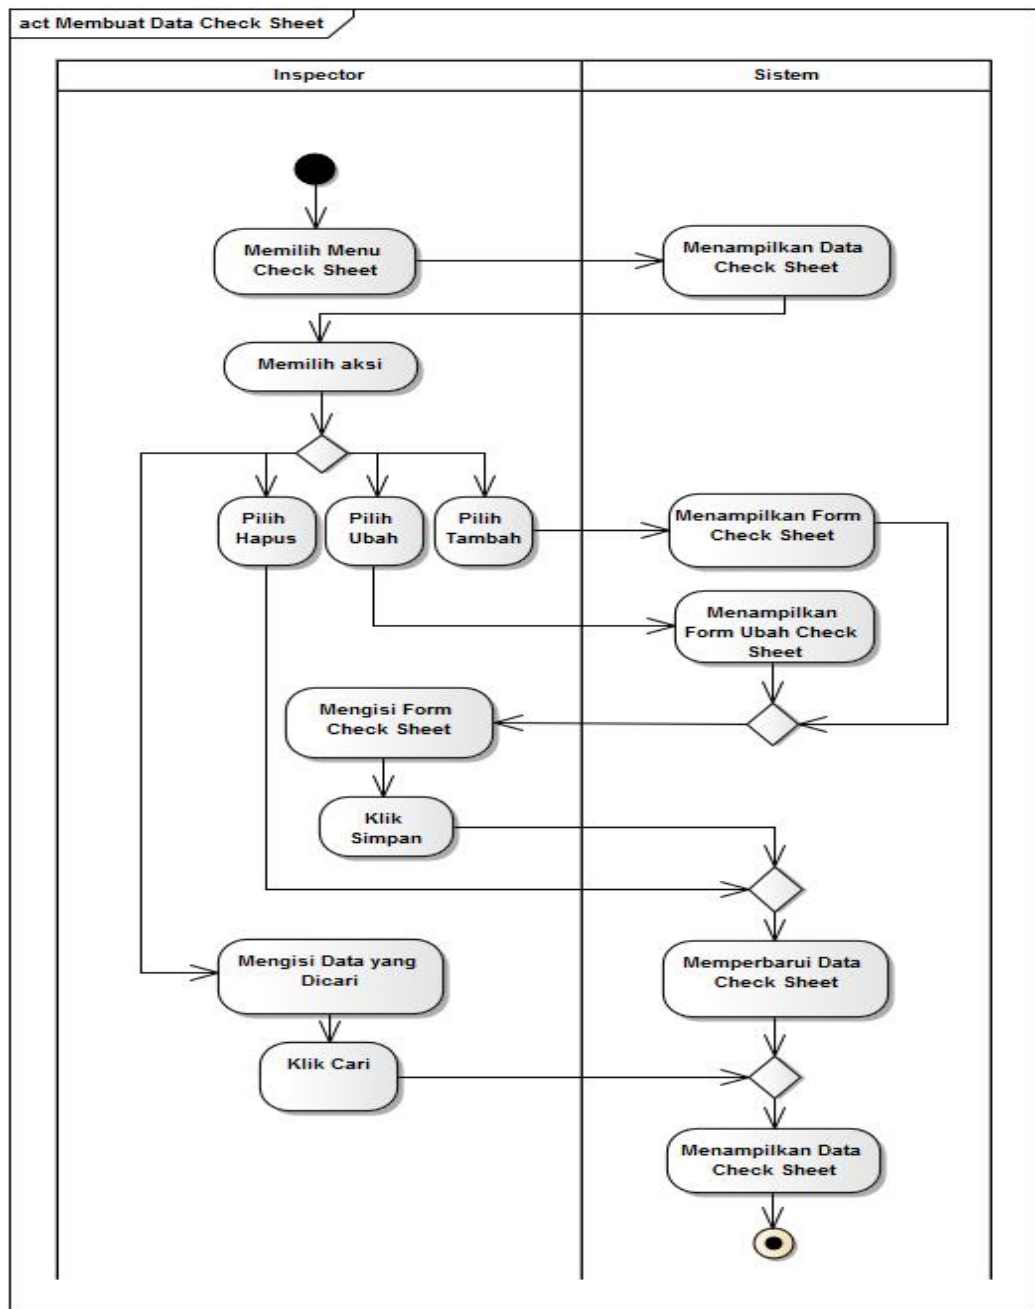 act Membuat Data Check Sheet
Inspector
Sistem
Memilih Menu
Check Sheet
Menampilkan Data
Check Sheet
Memilih aksi
Pilih
Hapus
Pilih
Ubah
Pilih
Tambah
Menampilkan Form
Check Sheet
Menampilkan
Form Ubah Check
Sheet
Mengisi Form
Check Sheet
Klik
Simpan
Mengisi Data yang
Dicari
Memperbarui Data
Check Sheet
Klik Cari
Menampilkan Data
Check Sheet